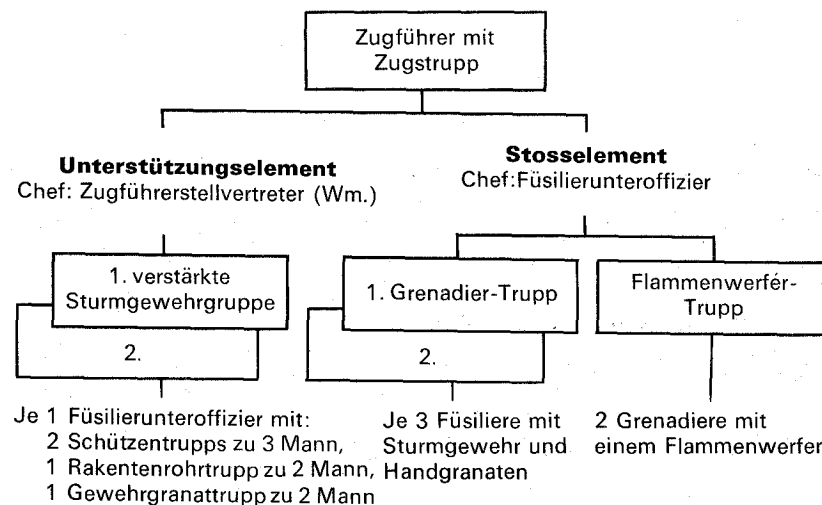 Zugführer mit
Zugstrupp
Unterstützungselement
Chef: Zugführerstellvertreter (Wm.)
Stosselement
Chef:Füsilierunteroffizier
1. verstärkte
Sturmgewehrgruppe
2.
1. Grenadier-Trupp
2.
Flammenwerfér-
Trupp
Je 1 Füsilierunteroffizier mit:
2 Schützentrupps zu 3 Mann,
1 Raktentenrohrtrupp zu 2 Mann,
1 Gewehrgranattrupp zu 2 Mann
Je 3 Füsiliere mit
Sturmgewehr und
Handgranaten
2 Grenadiere mit
einem Flammenwerfer